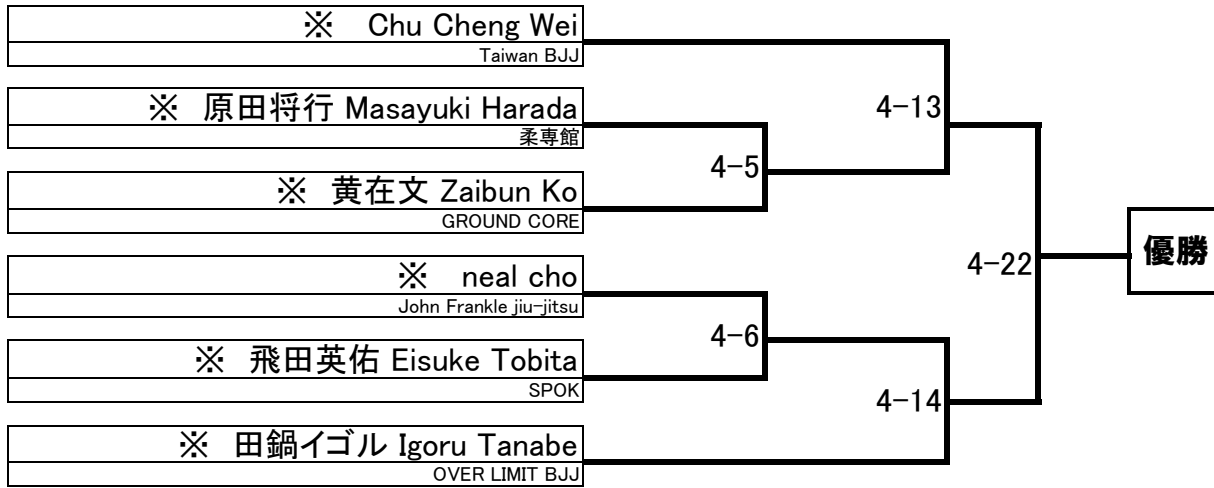 ※ Chu Cheng Wei
Taiwan BJJ
※ 原田将行 Masayuki Harada
柔専館
※ 黄在文 Zaibun Ko
GROUND CORE
※ neal cho
John Frankle jiu-jitsu
※ 飛田英佑 Eisuke Tobita
SPOK
※ 田鍋イゴル Igoru Tanabe
OVER LIMIT BJJ
4-5
4-6
4-13
4-14
4-22
優勝